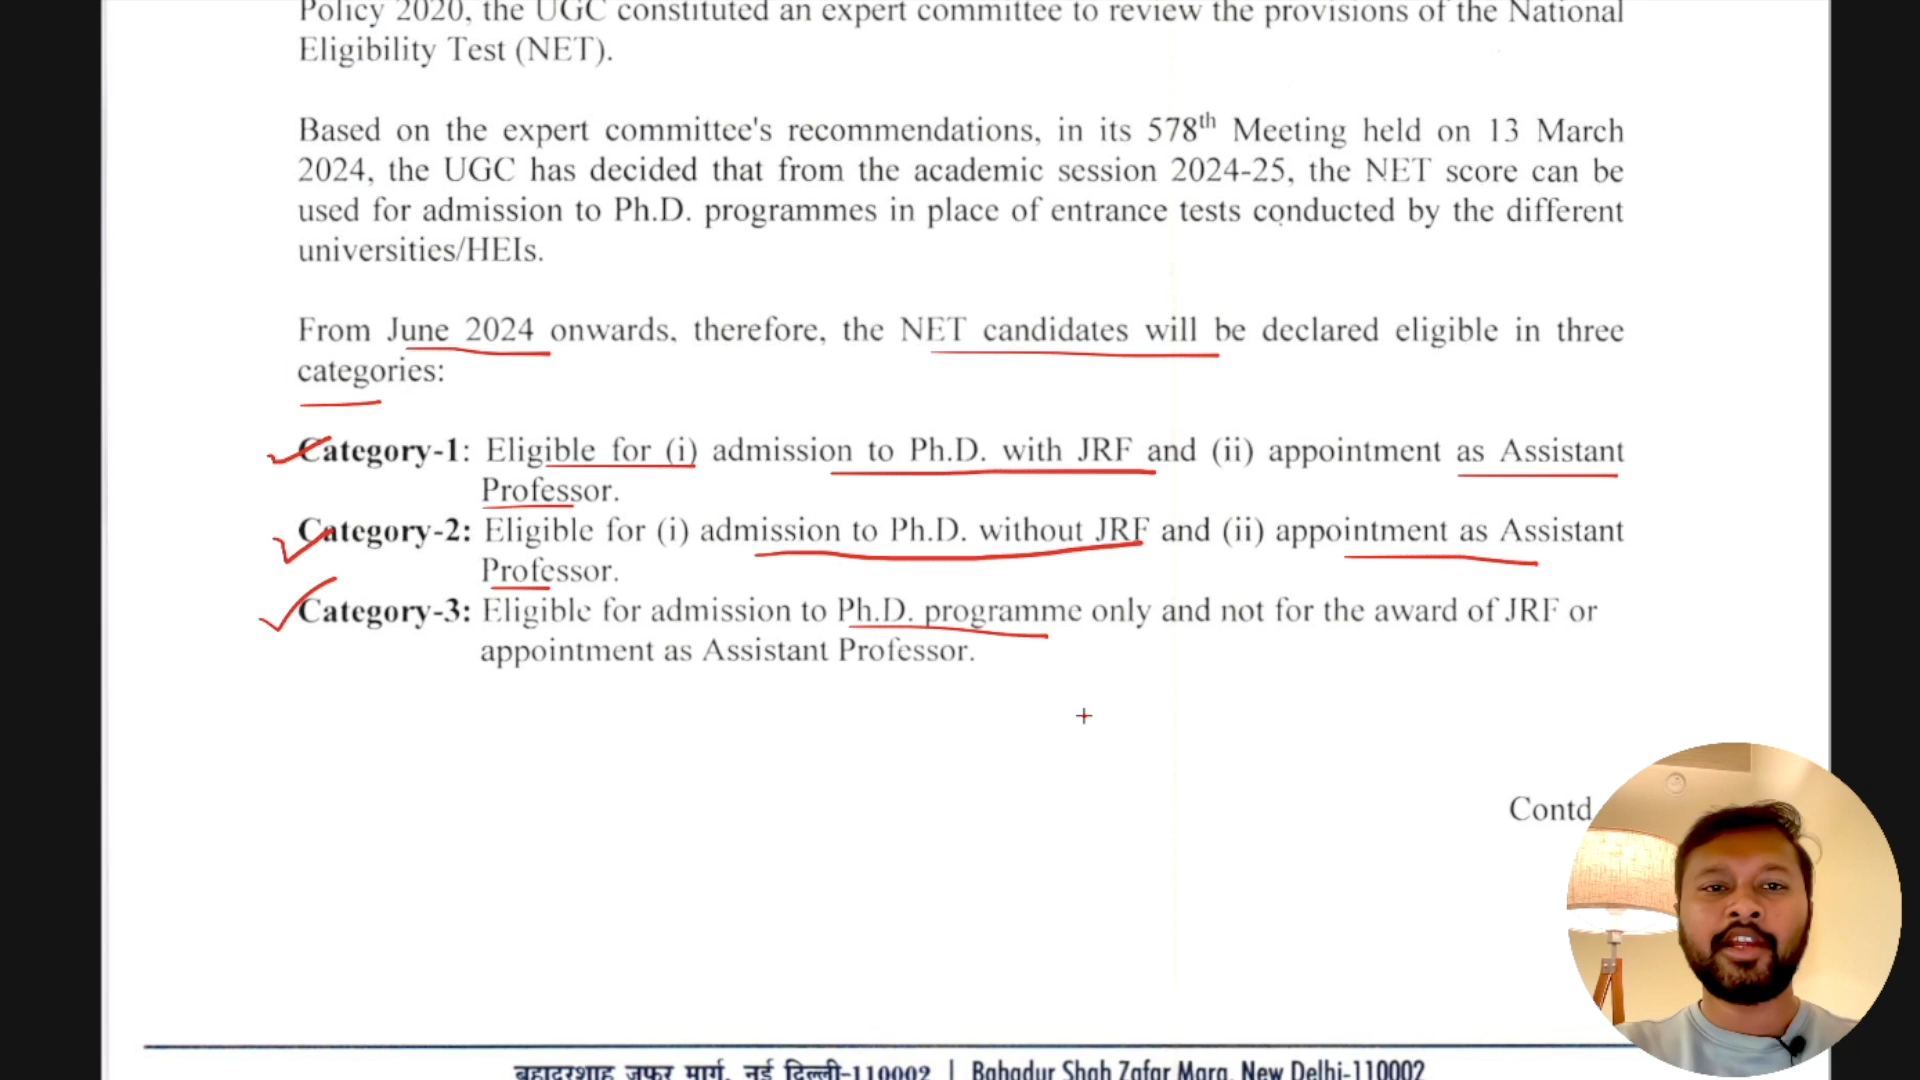 Policy 2020, the UGC constituted an expert committee to review the provisions of the National
Eligibility Test (NET).
Based on the expert committee's recommendations, in its 578th Meeting held on 13 March
2024, the UGC has decided that from the academic session 2024-25, the NET score can be
used for admission to Ph.D. programmes in place of entrance tests conducted by the different
universities/HEIs.
From June 2024 onwards, therefore, the NET candidates will be declared eligible in three
categories:
Category-1: Eligible for (i) admission to Ph.D. with JRF and (ii) appointment as Assistant
Professor.
Category-2: Eligible for (i) admission to Ph.D. without JRF and (ii) appointment as Assistant
Professor.
Category-3: Eligible for admission to Ph.D. programme only and not for the award of JRF or
appointment as Assistant Professor.
Contd
बहादुरशाह ज़फ़र मार्ग, नई दिल्ली-110002 | Bahadur Shah Zafar Marg, New Delhi-110002